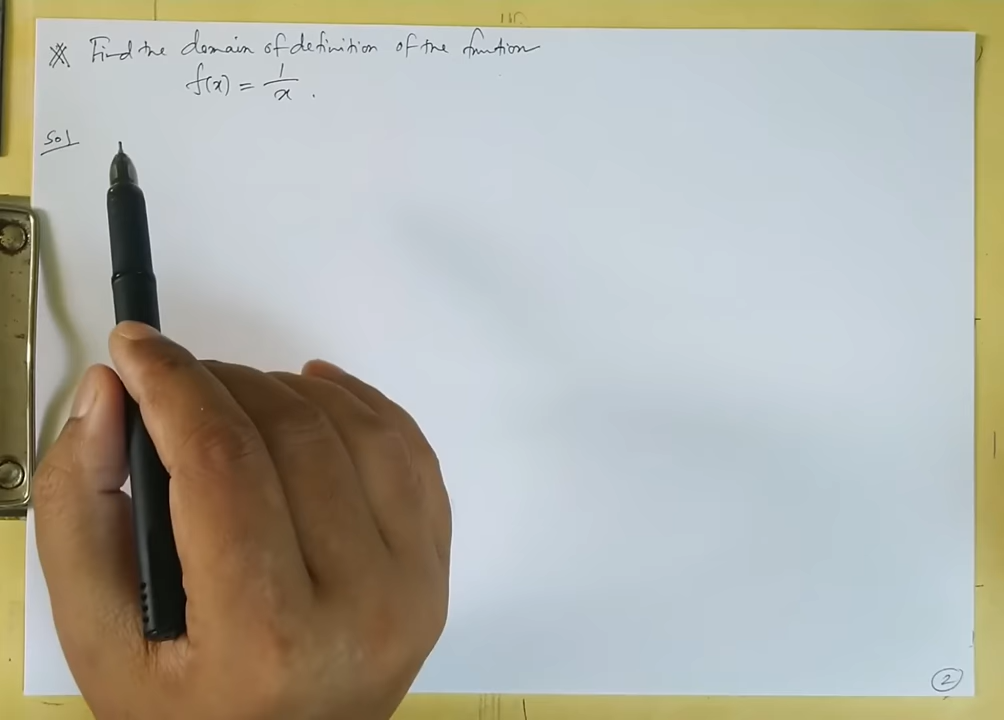 ※ Find the domain of definition of the function
f(x) = 1/x .
Sol
2